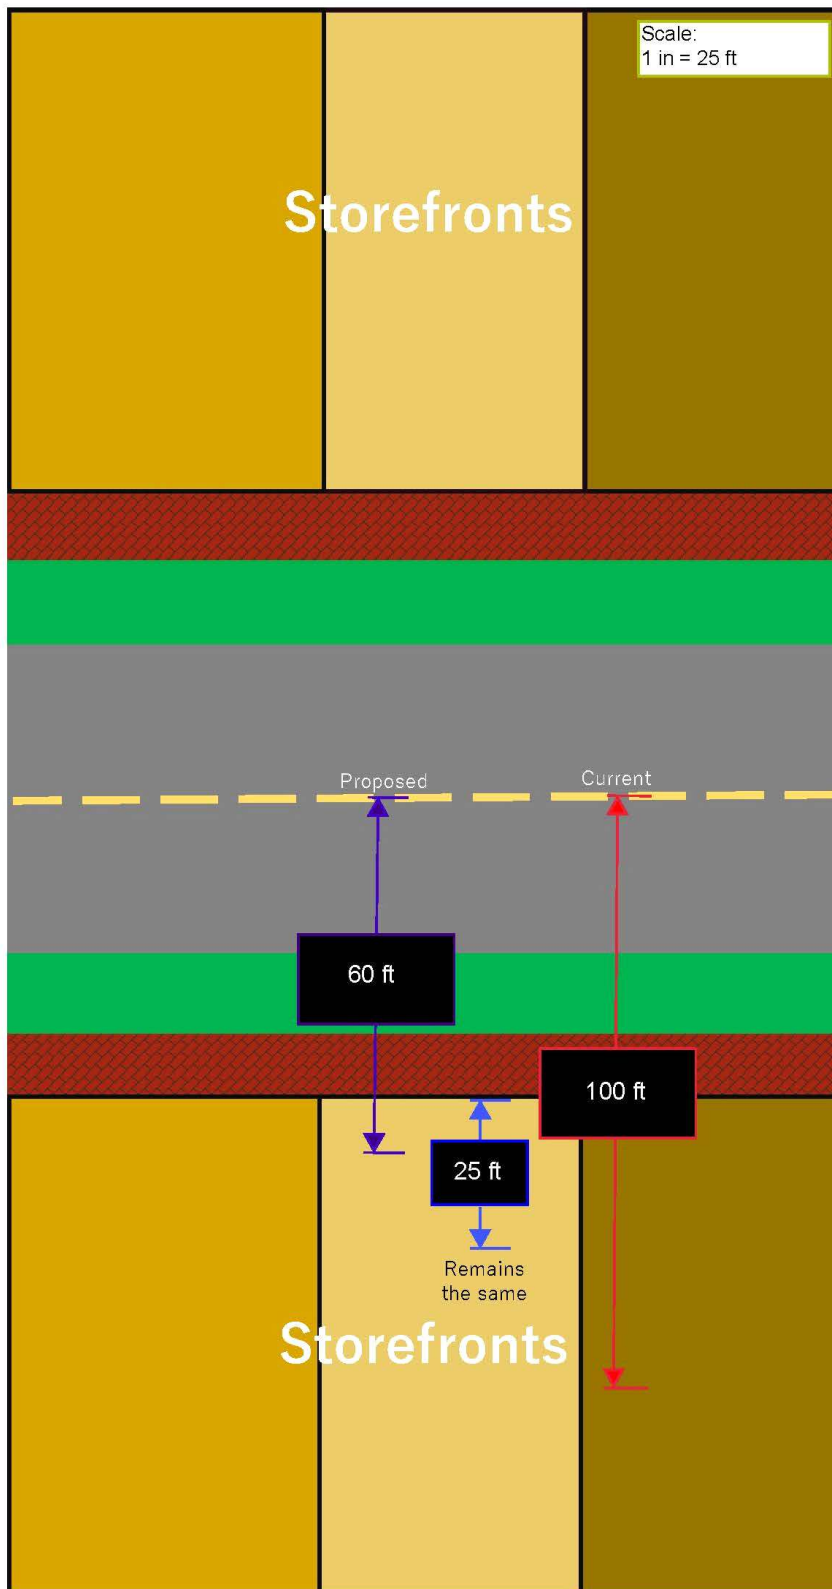 Scale:
1 in = 25 ft
Storefronts
Proposed
Current
60 ft
100 ft
25 ft
Remains
the same
Storefronts